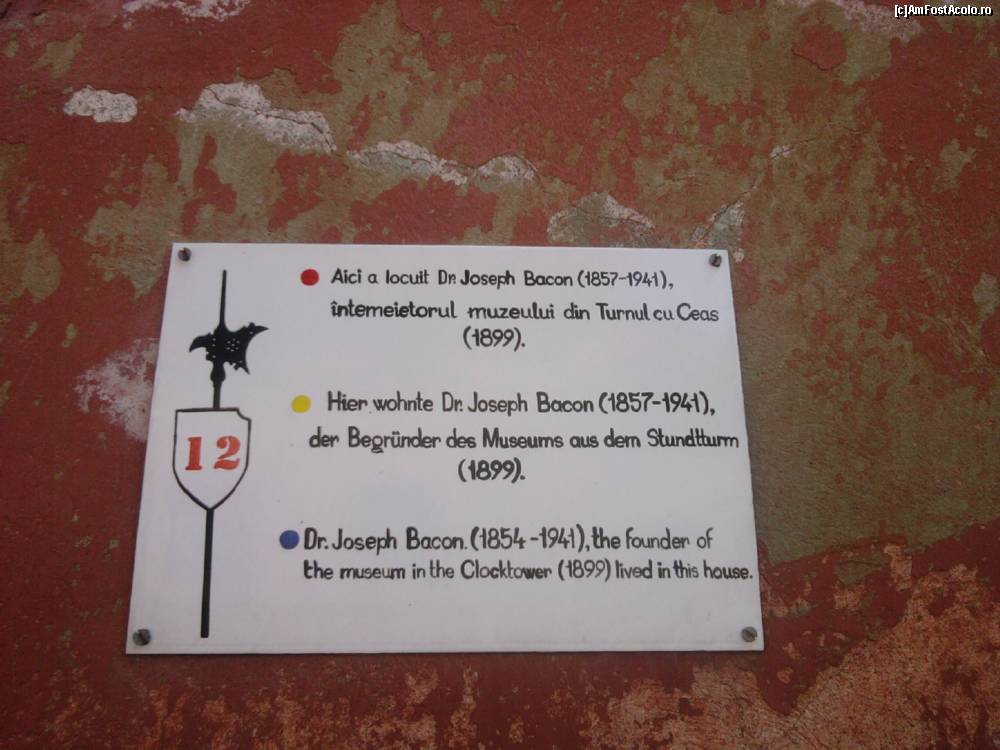 [c]AmFostAcolo.ro
Aici a locuit Dr. Joseph Bacon (1857-1941),
întemeietorul muzeului din Turnul cu Ceas
(1899).
Hier wohnte Dr. Joseph Bacon (1857-1941),
der Begründer des Museums aus dem Stundtturm
(1899).
12
Dr. Joseph Bacon. (1854-1941), the founder of
the museum in the Clocktower (1899) lived in this house.